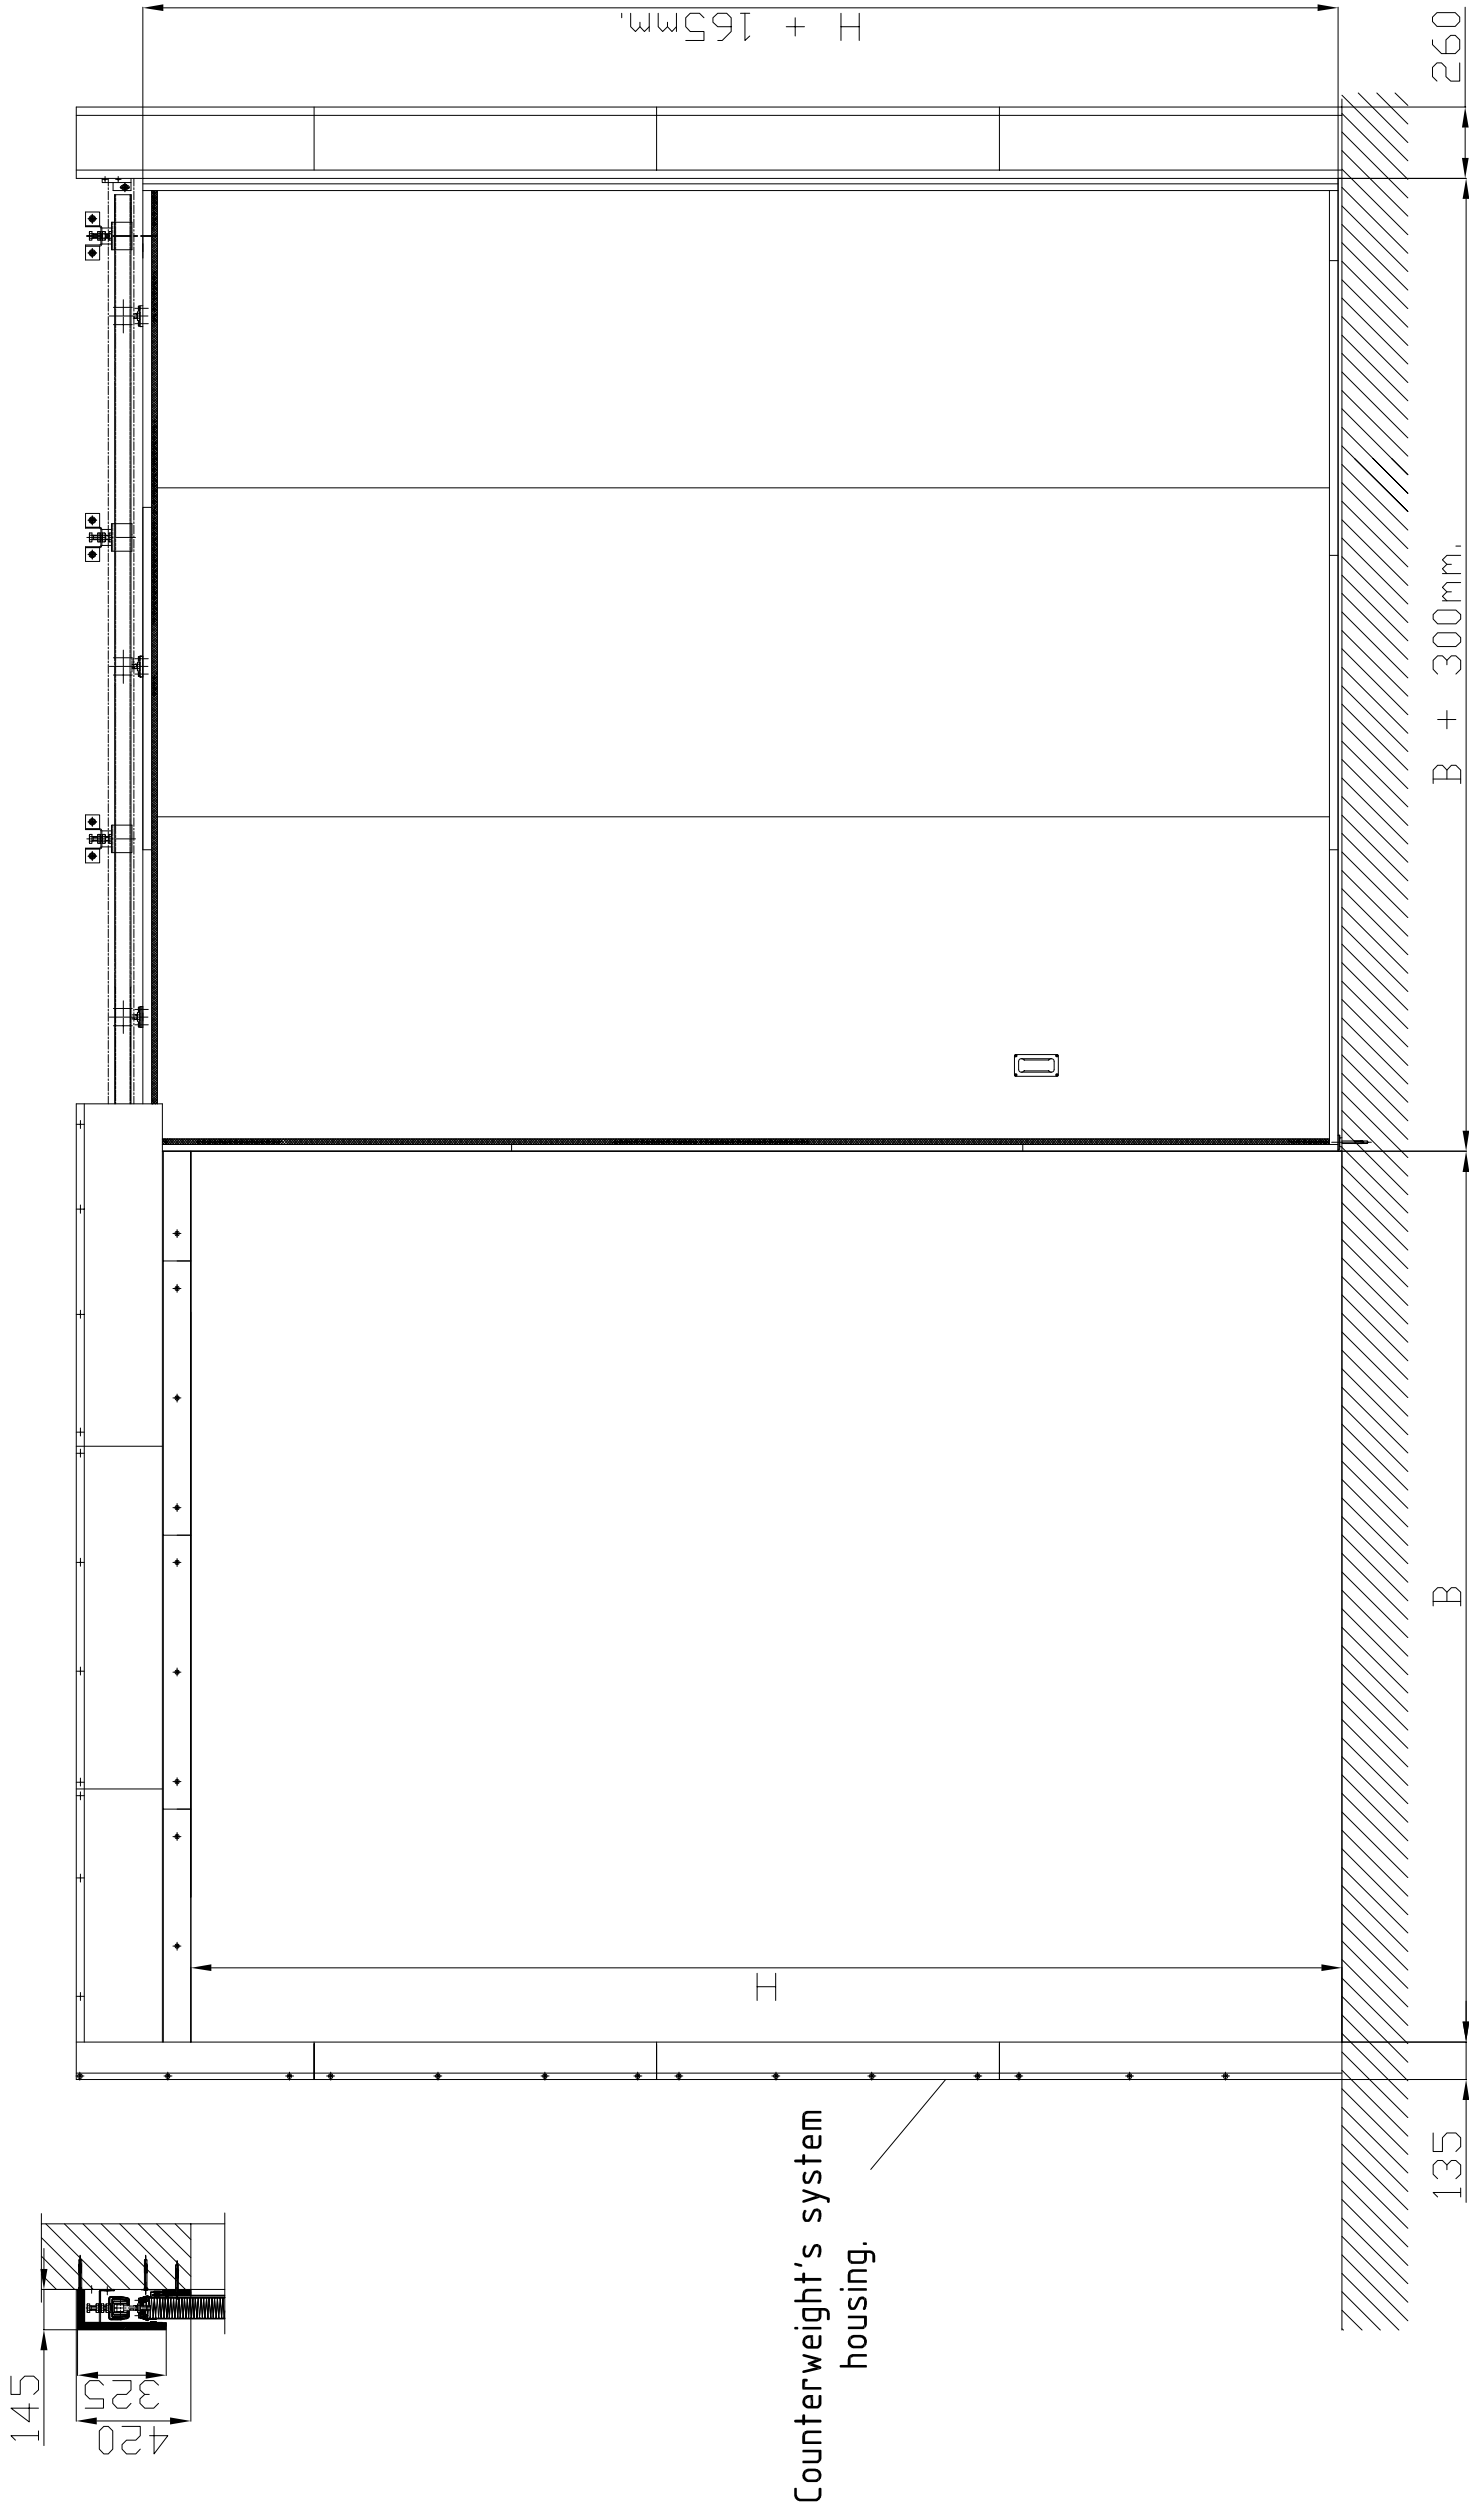 145
325
420
Counterweight's system
housing.
H
H + 165mm.
135
B
B + 300mm.
260